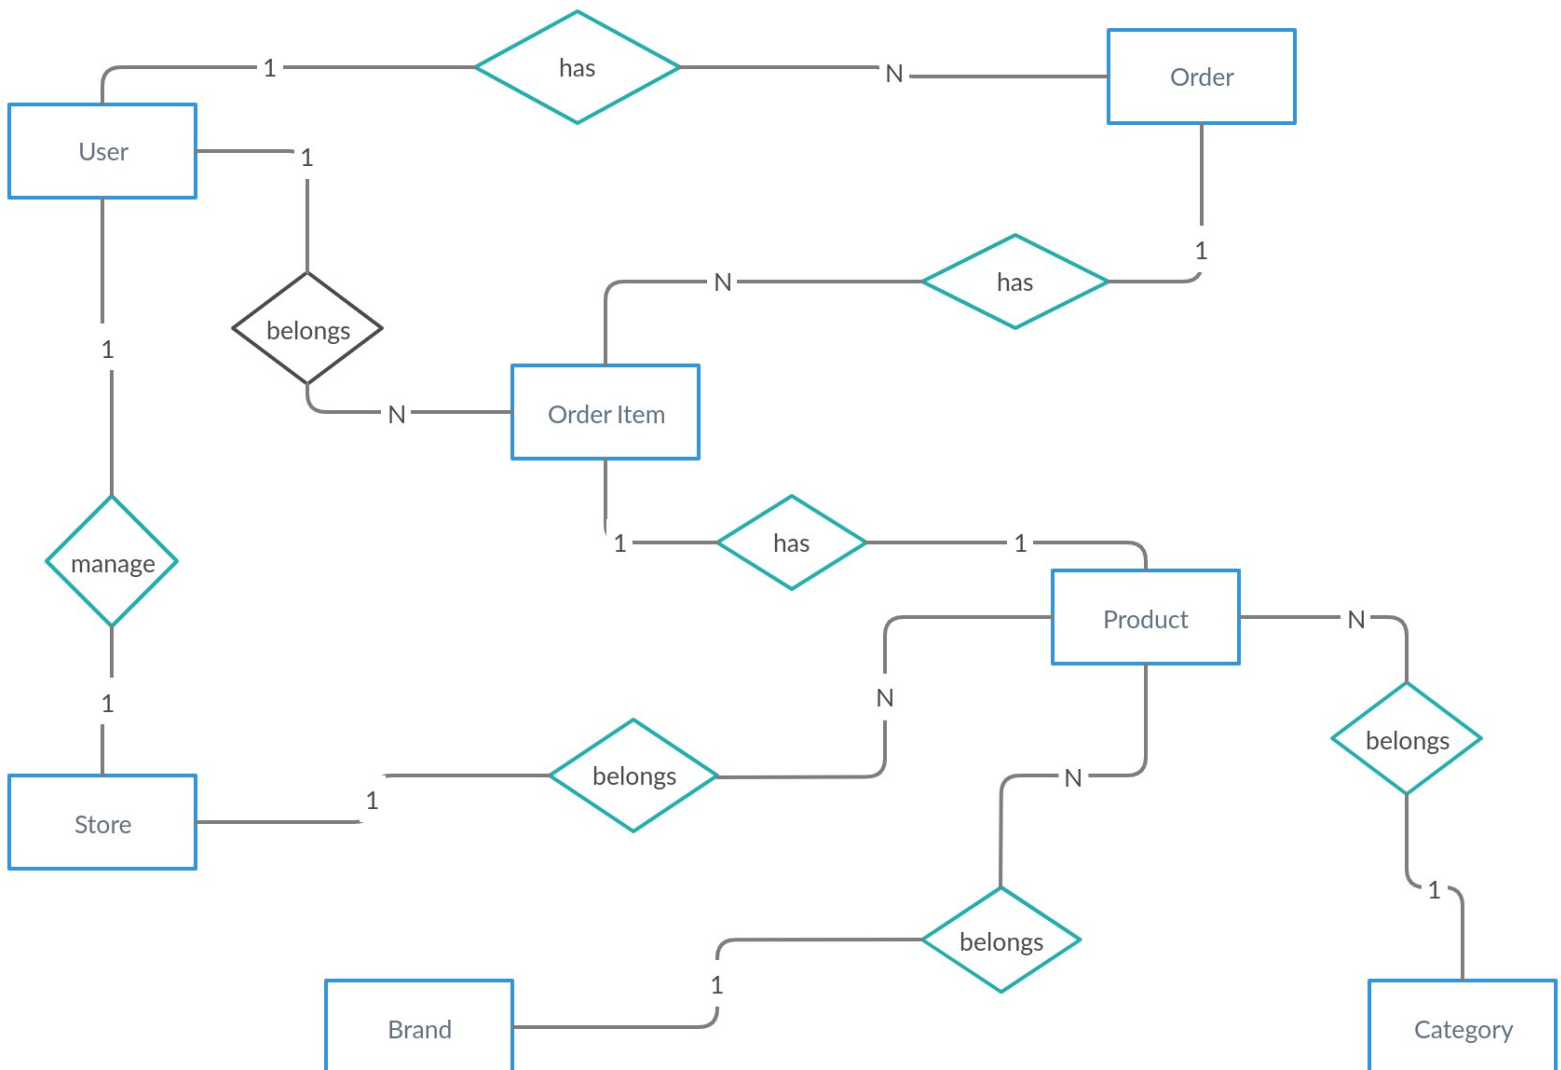 has
1
N
Order
User
1
1
has
N
1
belongs
N
Order Item
manage
1
has
1
1
Product
N
N
belongs
1
Store
1
belongs
N
belongs
1
belongs
1
Brand
Category